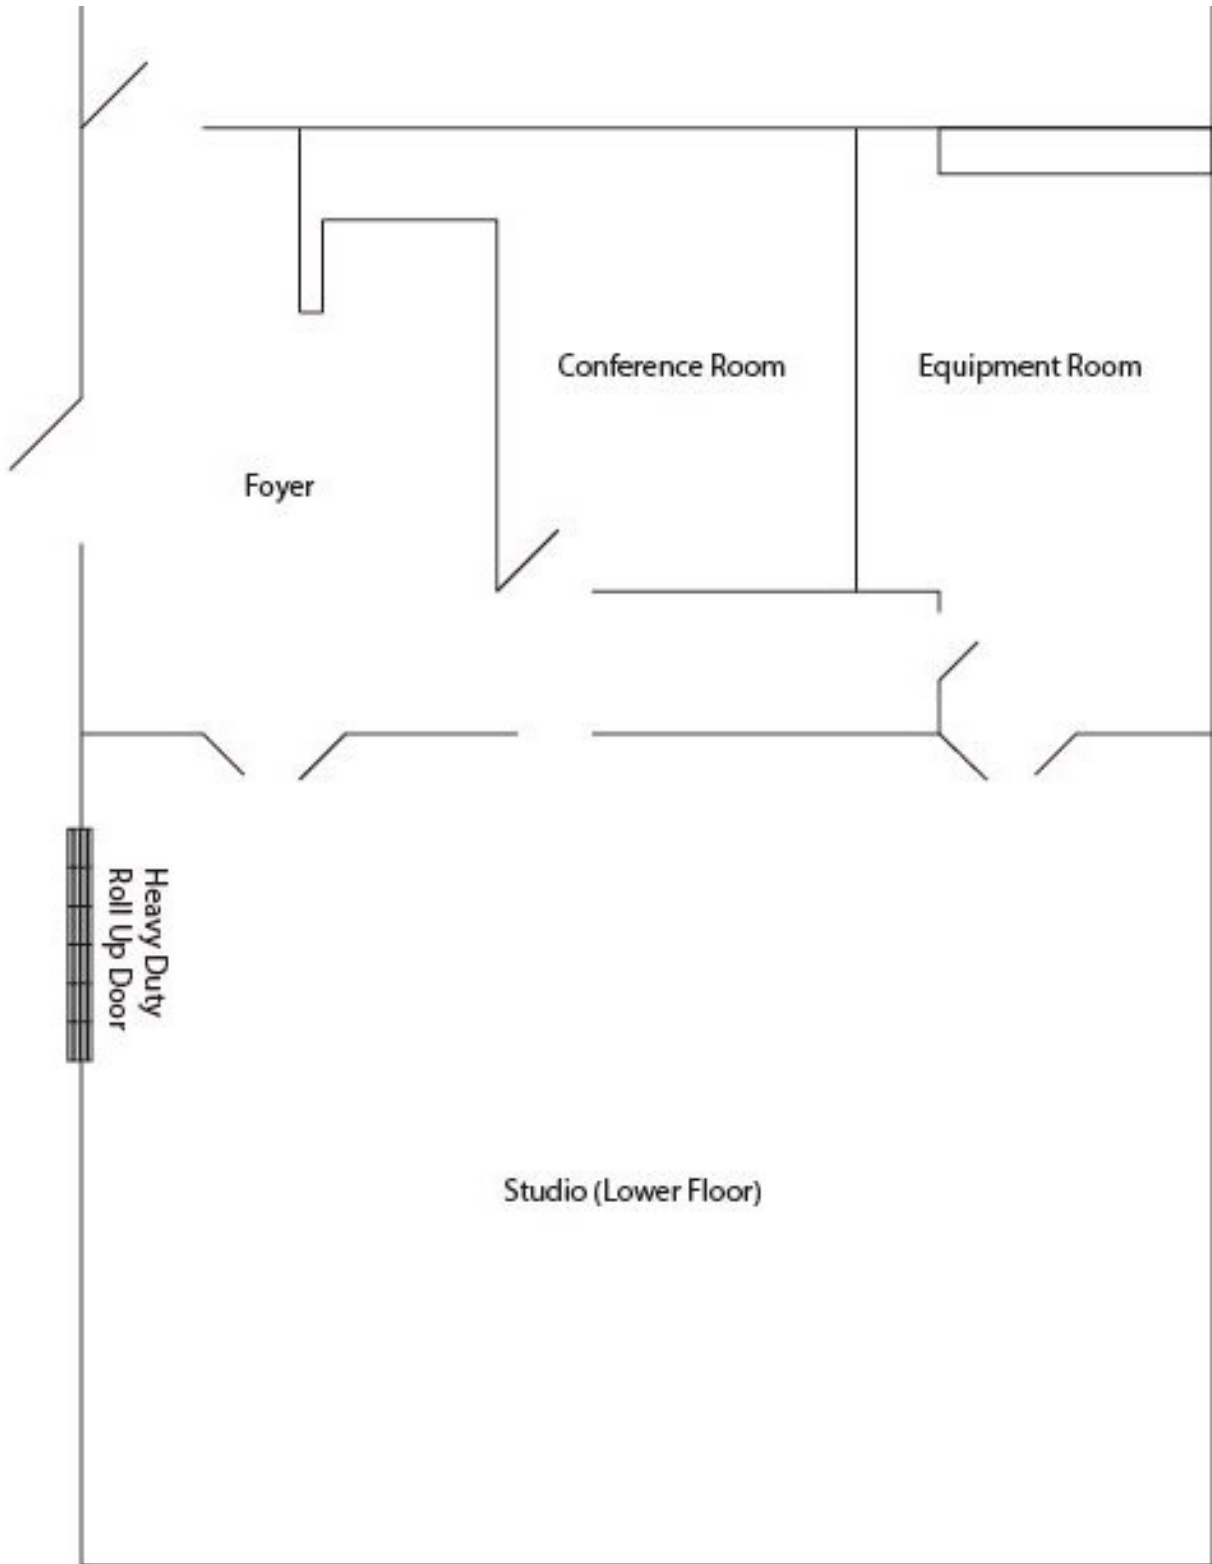 Conference Room
Equipment Room
Foyer
Heavy Duty
Roll Up Door
Studio (Lower Floor)